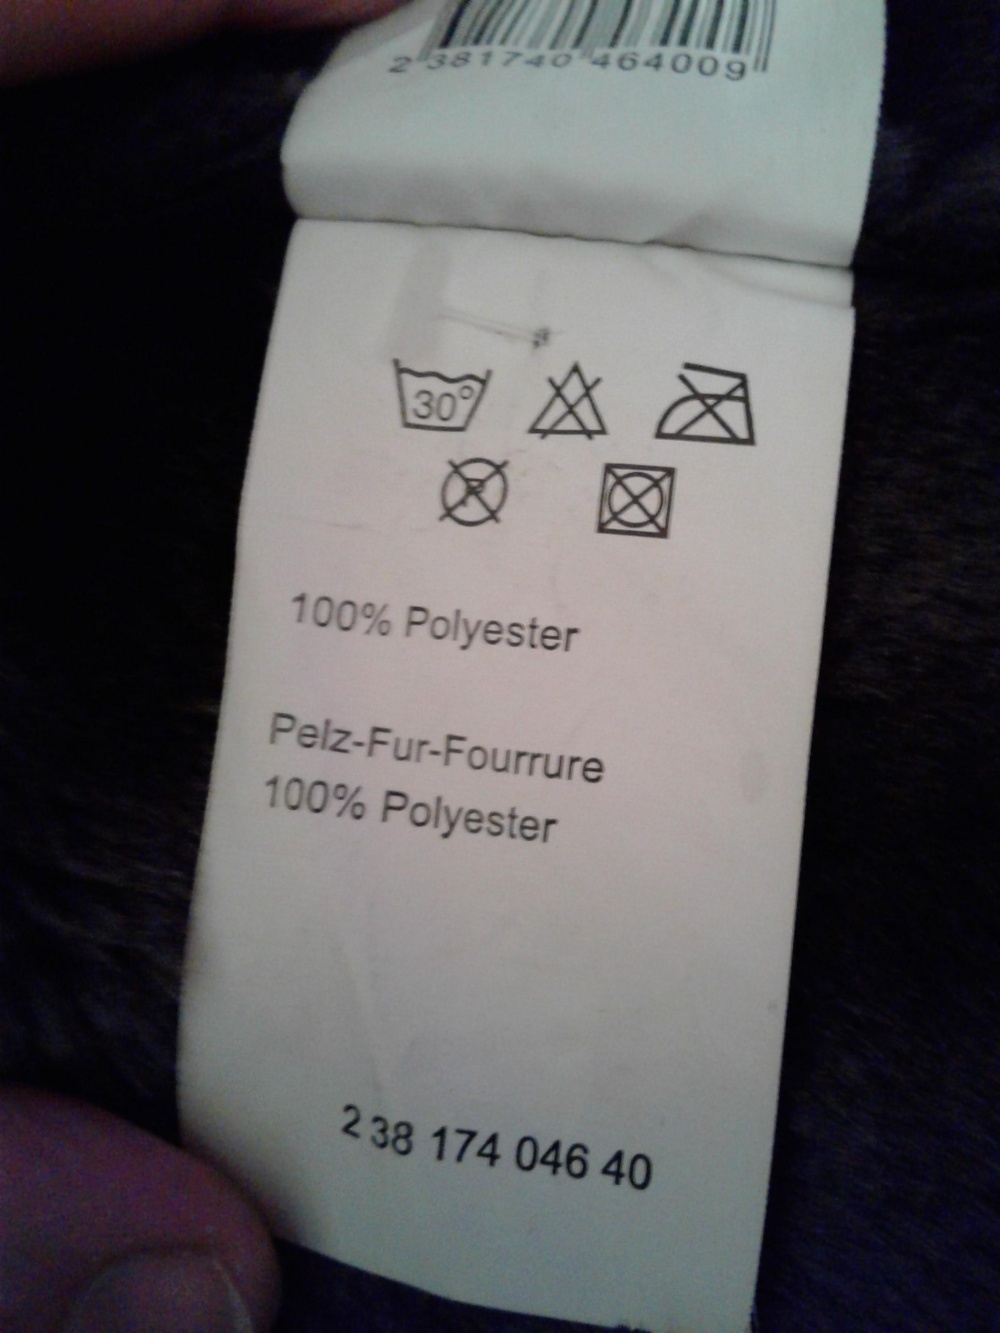 2 381740 464009
30°
P
100% Polyester
Pelz-Fur-Fourrure
100% Polyester
2 38 174 046 40